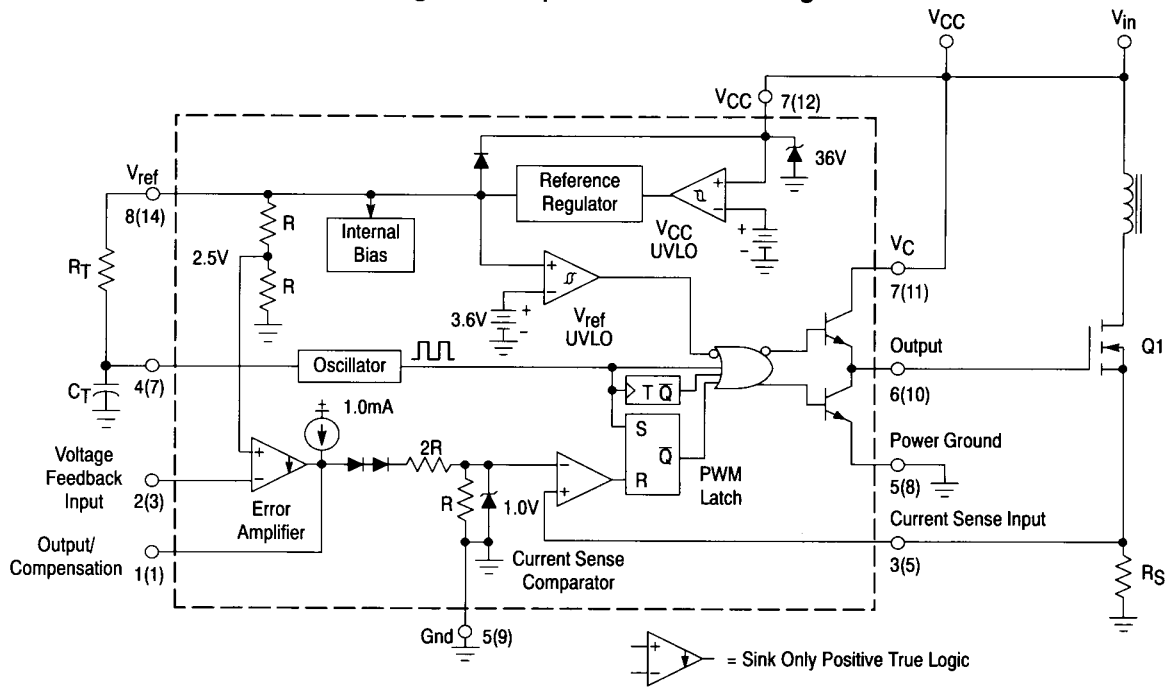 VCC
Vin
VCC
7(12)
36V
Vref
8(14)
R
Internal
Bias
Reference
Regulator
+
−
VCC
UVLO
+
-
VC
7(11)
RT
2.5V
R
+
−
3.6V
+
-
Vref
UVLO
Output
6(10)
Q1
CT
4(7)
Oscillator
T Q
1.0mA
S
Q
R
PWM
Latch
Power Ground
5(8)
Voltage
Feedback
Input
2(3)
+
−
Error
Amplifier
2R
R
1.0V
−
+
Current Sense
Comparator
Current Sense Input
3(5)
RS
Output/
Compensation
1(1)
Gnd
5(9)
+
−
= Sink Only Positive True Logic